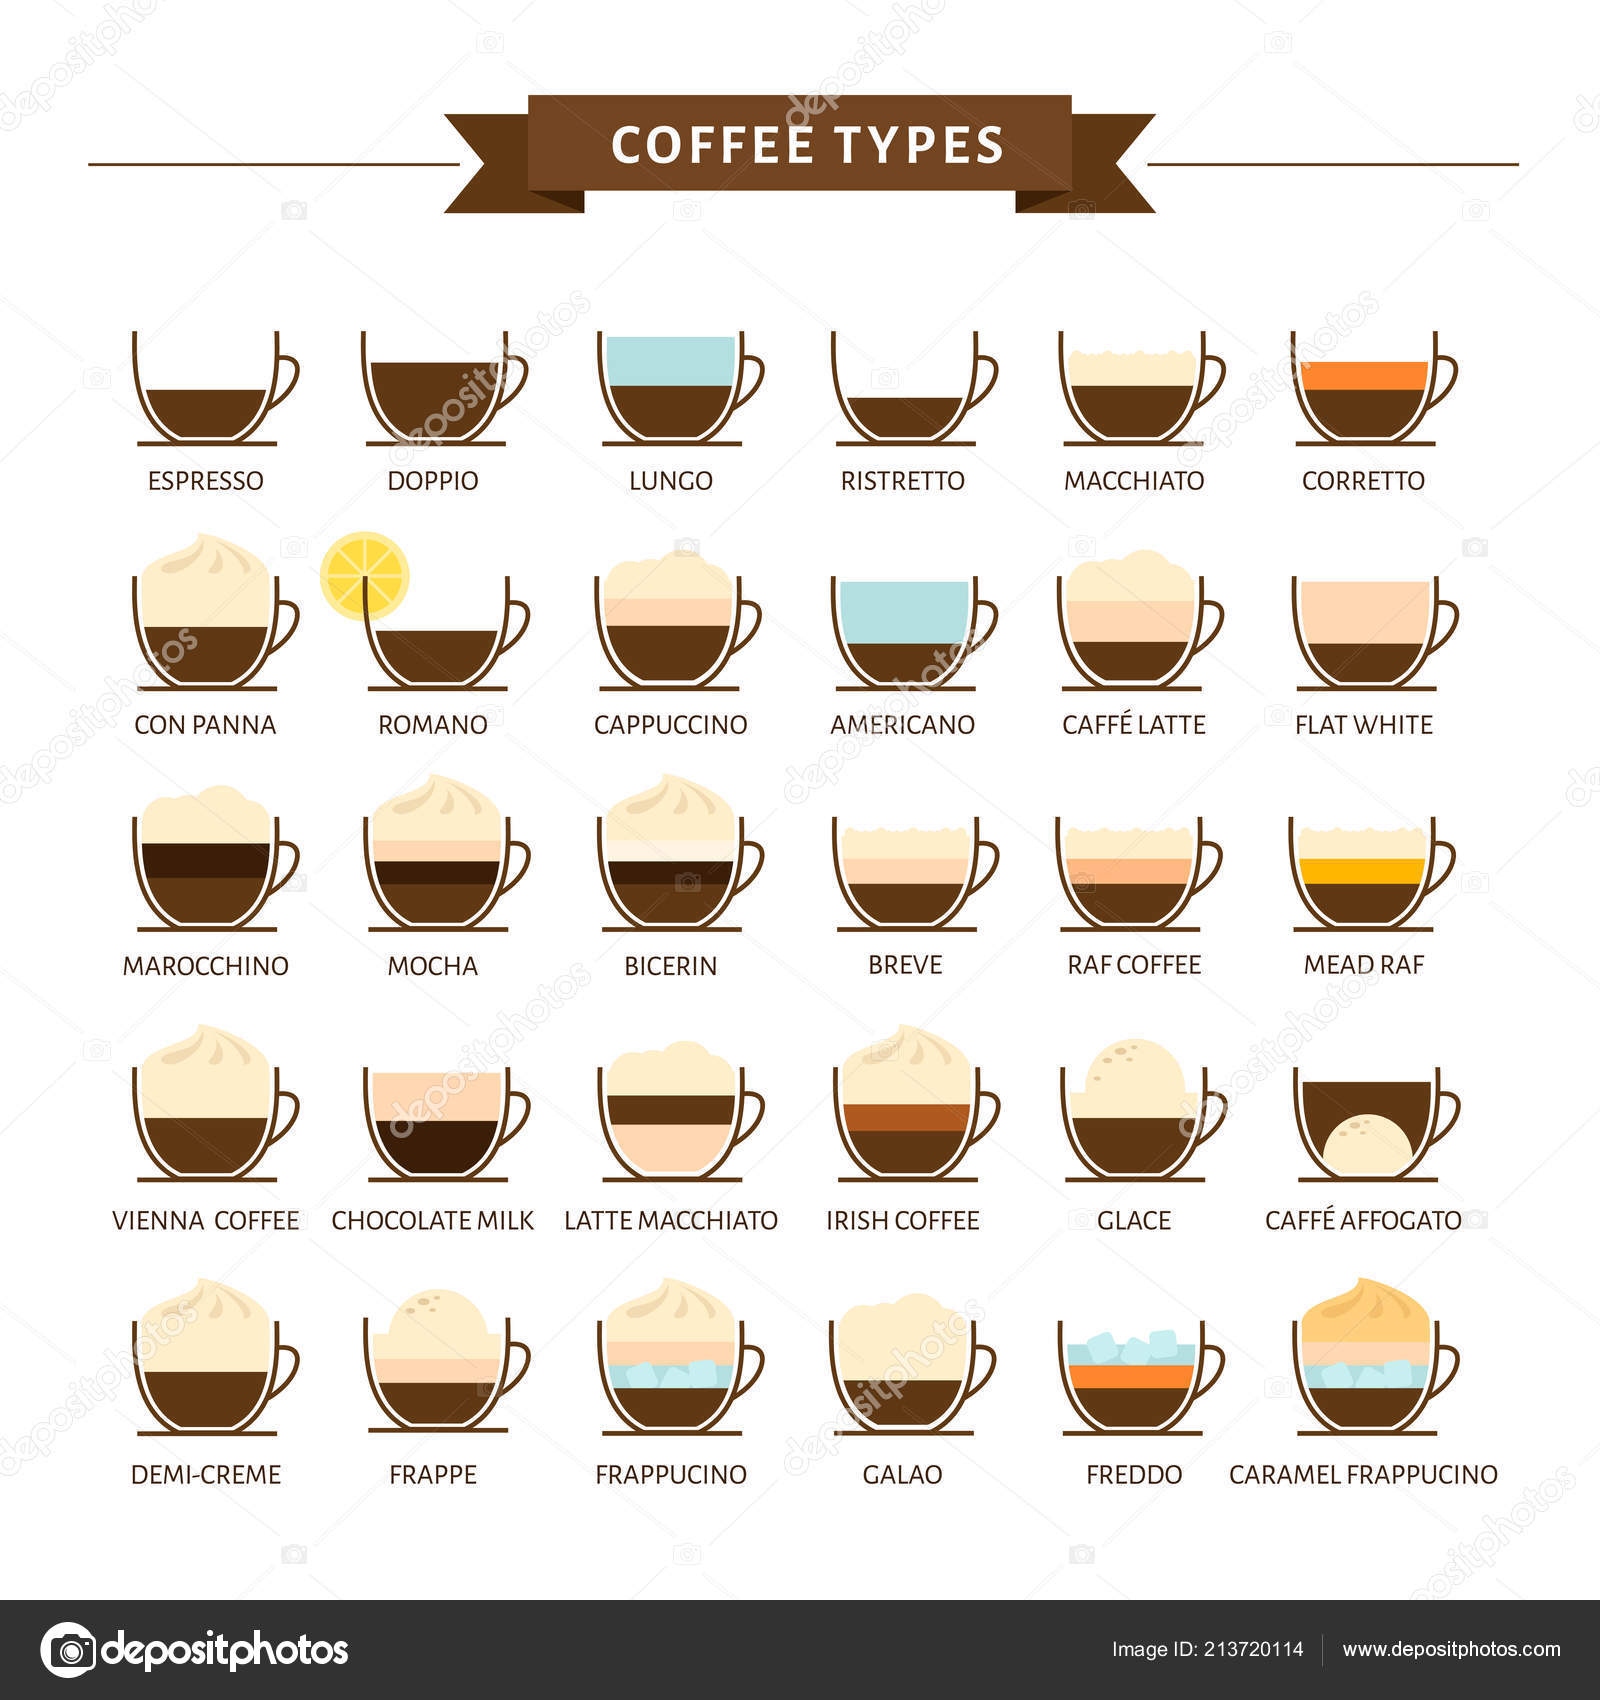 COFFEE TYPES
ESPRESSO
DOPPIO
LUNGO
RISTRETTO
MACCHIATO
CORRETTO
CON PANNA
ROMANO
CAPPUCCINO
AMERICANO
CAFFÉ LATTE
FLAT WHITE
MAROCCHINO
MOCHA
BICERIN
BREVE
RAF COFFEE
MEAD RAF
VIENNA COFFEE
CHOCOLATE MILK
LATTE MACCHIATO
IRISH COFFEE
GLACE
CAFFÉ AFFOGATO
DEMI-CREME
FRAPPE
FRAPPUCINO
GALAO
FREDDO
CARAMEL FRAPPUCINO
depositphotos
Image ID: 213720114
www.depositphotos.com